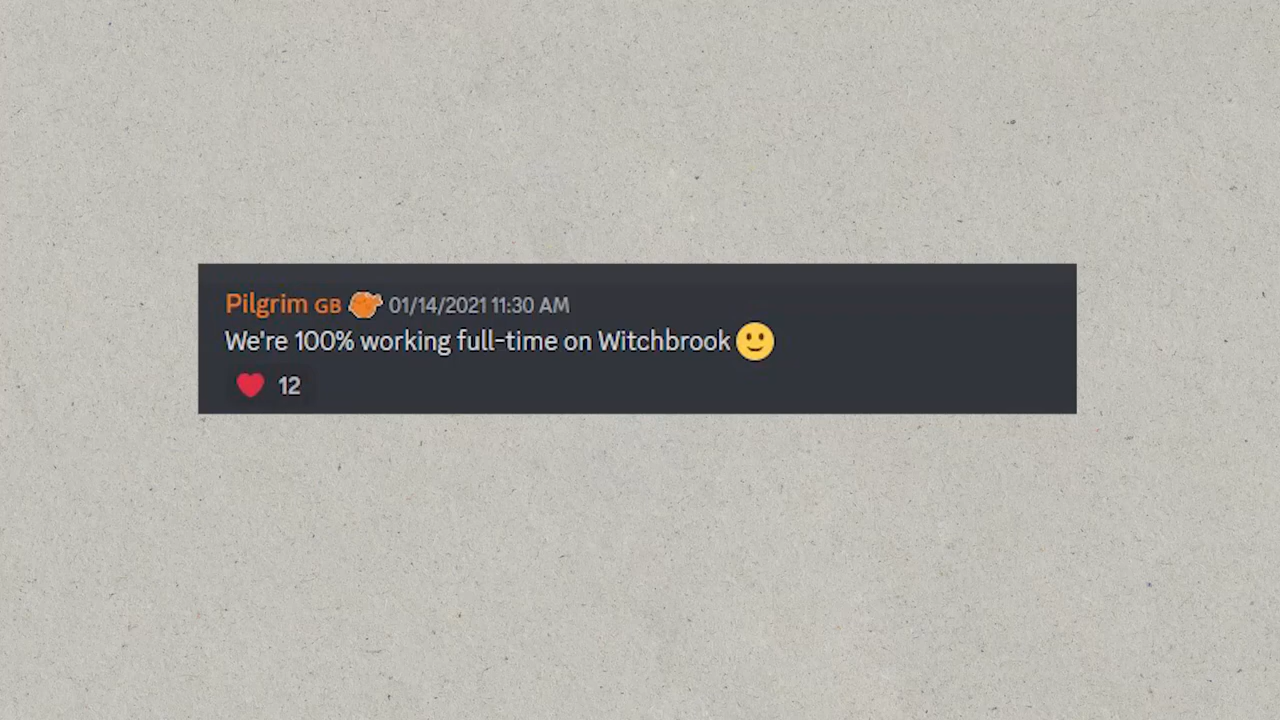 Pilgrim GB 01/14/2021 11:30 AM
We're 100% working full-time on Witchbrook 🙂
❤️ 12